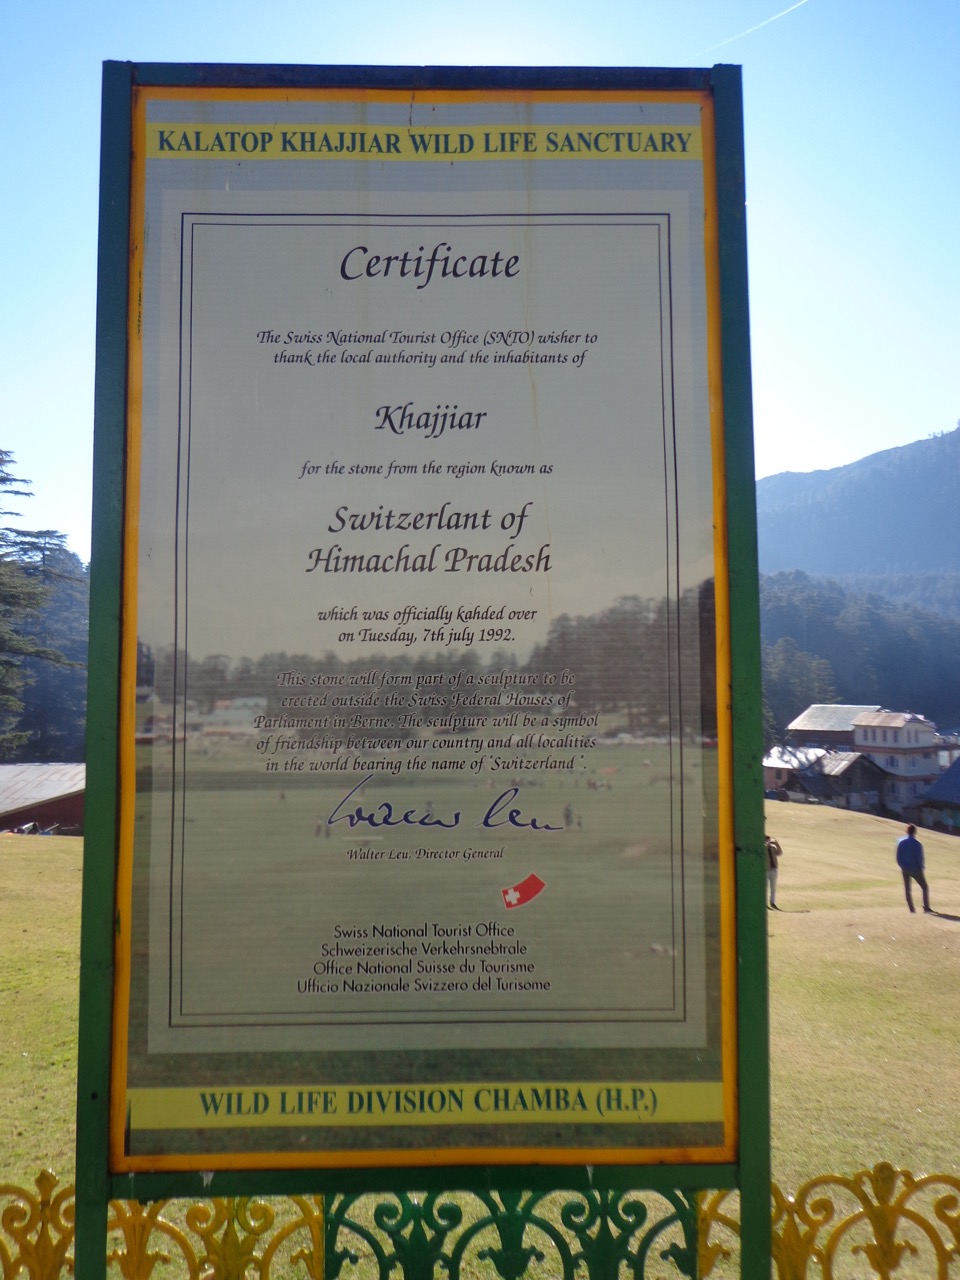 KALATOP KHAJJIAR WILD LIFE SANCTUARY
Certificate
The Swiss National Tourist Office (SNTO) wisher to
thank the local authority and the inhabitants of
Khajjiar
for the stone from the region known as
Switzerlant of
Himachal Pradesh
which was officially kahded over
on Tuesday, 7th july 1992.
This stone will form part of a sculpture to be
erected outside the Swiss Federal Houses of
Parliament in Berne. The sculpture will be a symbol
of friendship between our country and all localities
in the world bearing the name of "Switzerland ".
Walter Leu, Director General
Swiss National Tourist Office
Schweizerische Verkehrsnebtrale
Office National Suisse du Tourisme
Ufficio Nazionale Svizzero del Turisome
WILD LIFE DIVISION CHAMBA (H.P.)